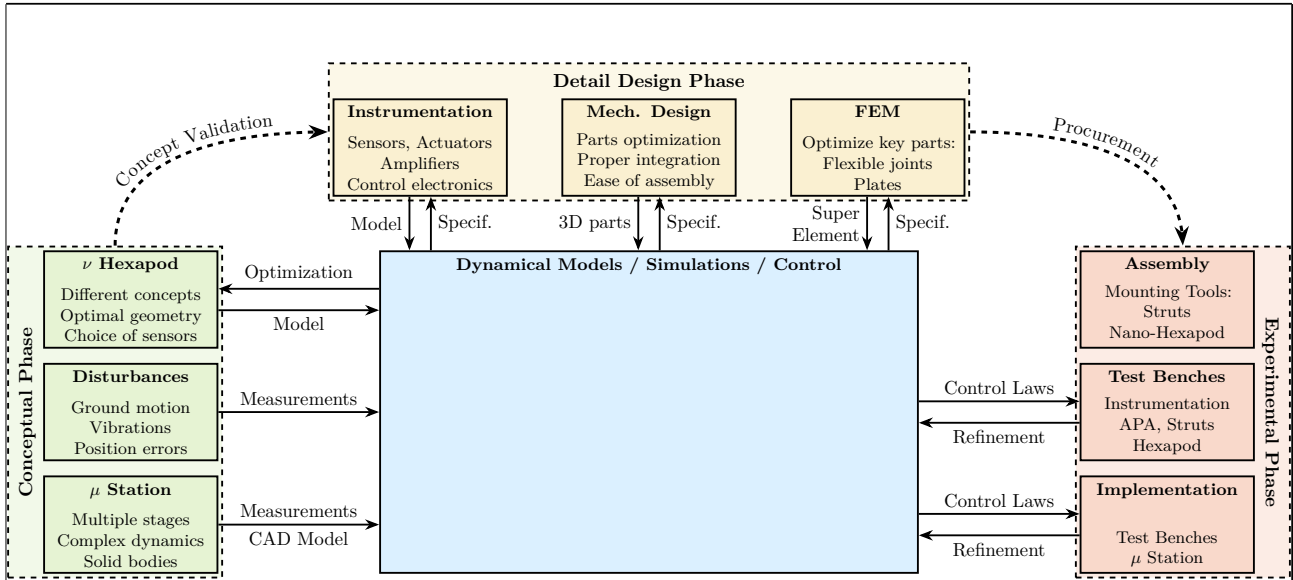 Detail Design Phase
Instrumentation
Sensors, Actuators
Amplifiers
Control electronics
Mech. Design
Parts optimization
Proper integration
Ease of assembly
FEM
Optimize key parts:
Flexible joints
Plates
Concept Validation
Procurement
Model
Specif.
3D parts
Specif.
Super
Element
Specif.
Conceptual Phase
ν Hexapod
Different concepts
Optimal geometry
Choice of sensors
Disturbances
Ground motion
Vibrations
Position errors
μ Station
Multiple stages
Complex dynamics
Solid bodies
Optimization
Model
Measurements
Measurements
CAD Model
Dynamical Models / Simulations / Control
Control Laws
Refinement
Control Laws
Refinement
Assembly
Mounting Tools:
Struts
Nano-Hexapod
Test Benches
Instrumentation
APA, Struts
Hexapod
Implementation
Test Benches
μ Station
Experimental Phase